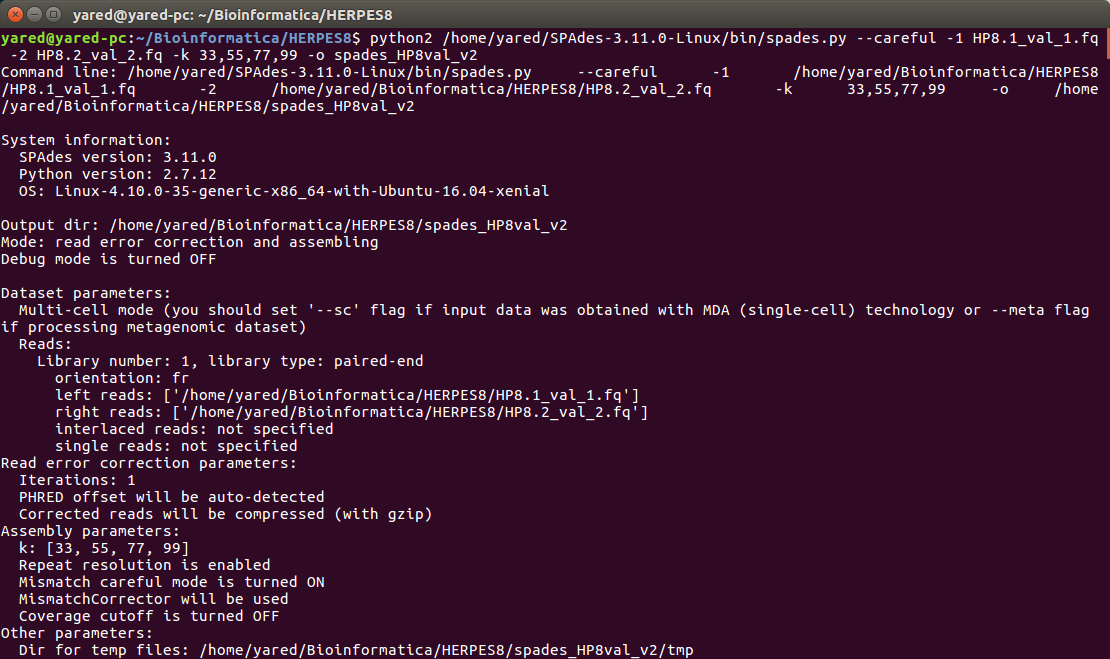 yared@yared-pc: ~/Bioinformatica/HERPES8
yared@yared-pc:~/Bioinformatica/HERPES8$ python2 /home/yared/SPAdes-3.11.0-Linux/bin/spades.py --careful -1 HP8.1_val_1.fq
-2 HP8.2_val_2.fq -k 33,55,77,99 -o spades_HP8val_v2
Command line: /home/yared/SPAdes-3.11.0-Linux/bin/spades.py --careful -1 /home/yared/Bioinformatica/HERPES8
/HP8.1_val_1.fq -2 /home/yared/Bioinformatica/HERPES8/HP8.2_val_2.fq -k 33,55,77,99 -o /home
/yared/Bioinformatica/HERPES8/spades_HP8val_v2
System information:
SPAdes version: 3.11.0
Python version: 2.7.12
OS: Linux-4.10.0-35-generic-x86_64-with-Ubuntu-16.04-xenial
Output dir: /home/yared/Bioinformatica/HERPES8/spades_HP8val_v2
Mode: read error correction and assembling
Debug mode is turned OFF
Dataset parameters:
Multi-cell mode (you should set '--sc' flag if input data was obtained with MDA (single-cell) technology or --meta flag
if processing metagenomic dataset)
Reads:
Library number: 1, library type: paired-end
orientation: fr
left reads: ['/home/yared/Bioinformatica/HERPES8/HP8.1_val_1.fq']
right reads: ['/home/yared/Bioinformatica/HERPES8/HP8.2_val_2.fq']
interlaced reads: not specified
single reads: not specified
Read error correction parameters:
Iterations: 1
PHRED offset will be auto-detected
Corrected reads will be compressed (with gzip)
Assembly parameters:
k: [33, 55, 77, 99]
Repeat resolution is enabled
Mismatch careful mode is turned ON
MismatchCorrector will be used
Coverage cutoff is turned OFF
Other parameters:
Dir for temp files: /home/yared/Bioinformatica/HERPES8/spades_HP8val_v2/tmp